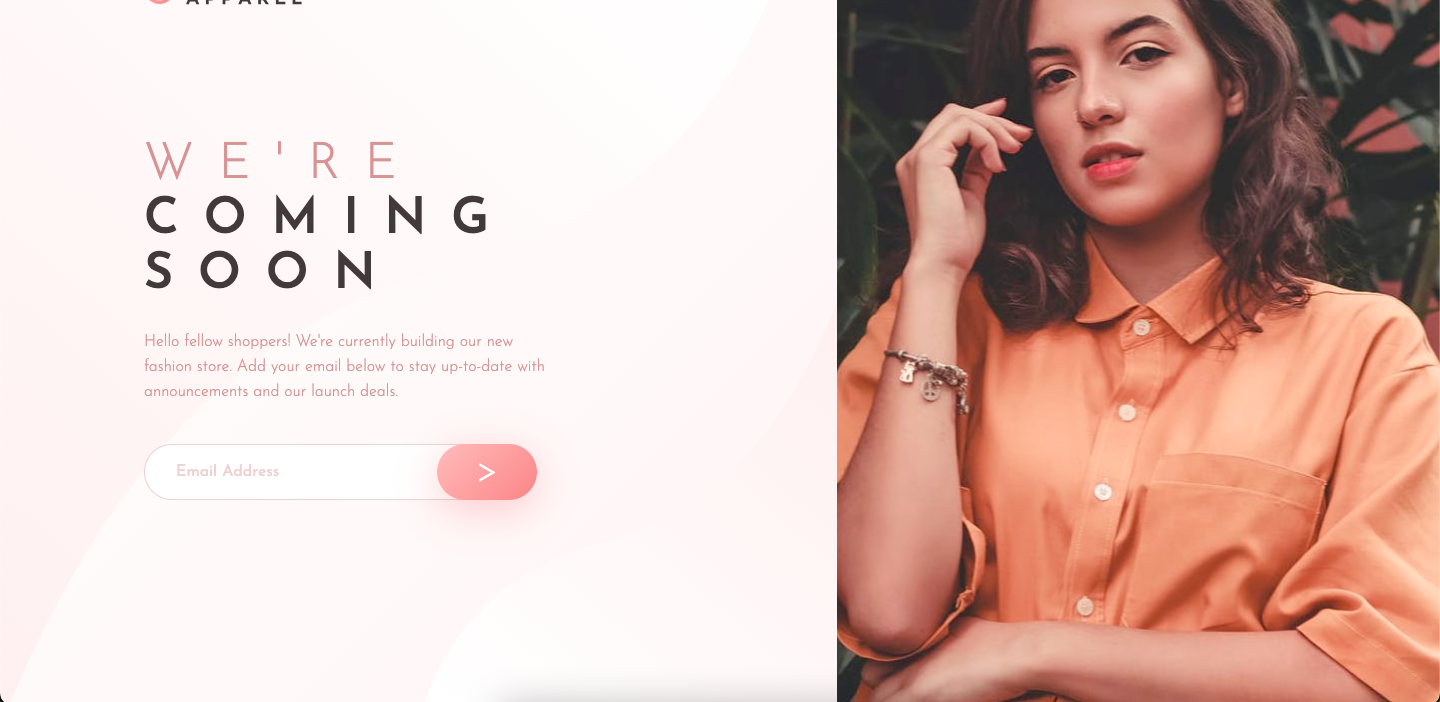 APPAREL
WE'RE
COMING
SOON
Hello fellow shoppers! We're currently building our new
fashion store. Add your email below to stay up-to-date with
announcements and our launch deals.
Email Address
>